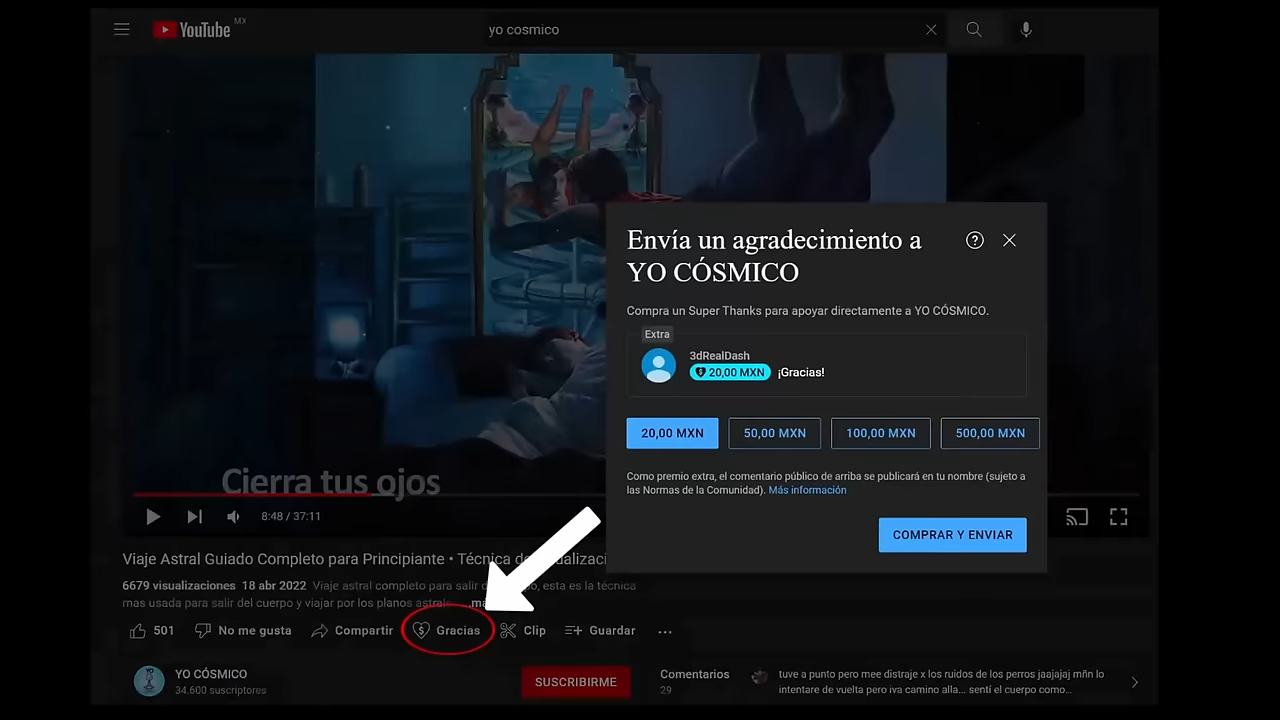 YouTube MX
yo cosmico
Envía un agradecimiento a
YO CÓSMICO
Compra un Super Thanks para apoyar directamente a YO CÓSMICO.
Extra
3dRealDash
20,00 MXN ¡Gracias!
20,00 MXN 50,00 MXN 100,00 MXN 500,00 MXN
Como premio extra, el comentario público de arriba se publicará en tu nombre (sujeto a
las Normas de la Comunidad). Más información
COMPRAR Y ENVIAR
Cierra tus ojos
8:48 / 37:11
Viaje Astral Guiado Completo para Principiante • Técnica de
6679 visualizaciones 18 abr 2022 Viaje astral completo para salir esta es la técnica
mas usada para salir del cuerpo y viajar por los planos
501 No me gusta Compartir Gracias Clip Guardar ...
YO CÓSMICO
34.600 suscriptores
SUSCRIBIRME
Comentarios
29
tuve a punto pero mee distraje x los ruidos de los perros jaajajaj mñn lo
intentare de vuelta pero iva camino alla... sentí el cuerpo como...